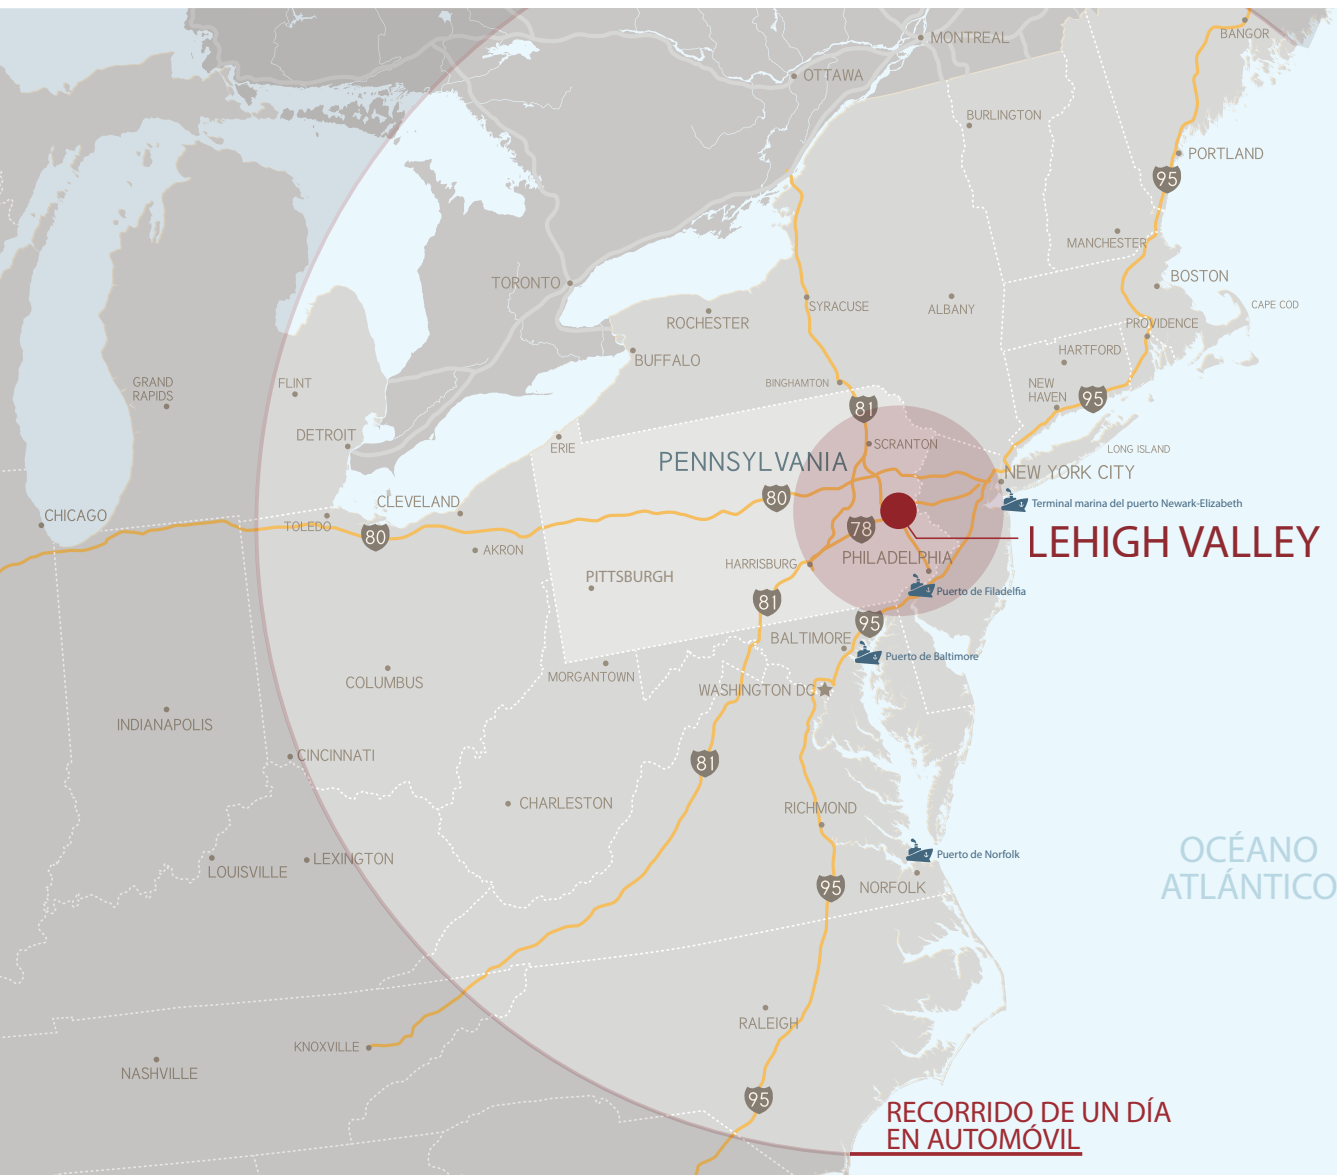 MONTREAL
BANGOR
OTTAWA
BURLINGTON
PORTLAND
95
MANCHESTER
BOSTON
TORONTO
CAPE COD
SYRACUSE
ALBANY
ROCHESTER
PROVIDENCE
HARTFORD
BUFFALO
GRAND
RAPIDS
FLINT
BINGHAMTON
NEW
HAVEN
95
81
DETROIT
SCRANTON
ERIE
LONG ISLAND
PENNSYLVANIA
NEW YORK CITY
80
CLEVELAND
Terminal marina del puerto Newark-Elizabeth
CHICAGO
TOLEDO
80
78
LEHIGH VALLEY
AKRON
PHILADELPHIA
HARRISBURG
PITTSBURGH
Puerto de Filadelfia
81
95
BALTIMORE
Puerto de Baltimore
MORGANTOWN
COLUMBUS
WASHINGTON DC
INDIANAPOLIS
CINCINNATI
81
CHARLESTON
RICHMOND
OCÉANO
ATLÁNTICO
Puerto de Norfolk
LEXINGTON
LOUISVILLE
95
NORFOLK
RALEIGH
KNOXVILLE
NASHVILLE
95
RECORRIDO DE UN DÍA
EN AUTOMÓVIL